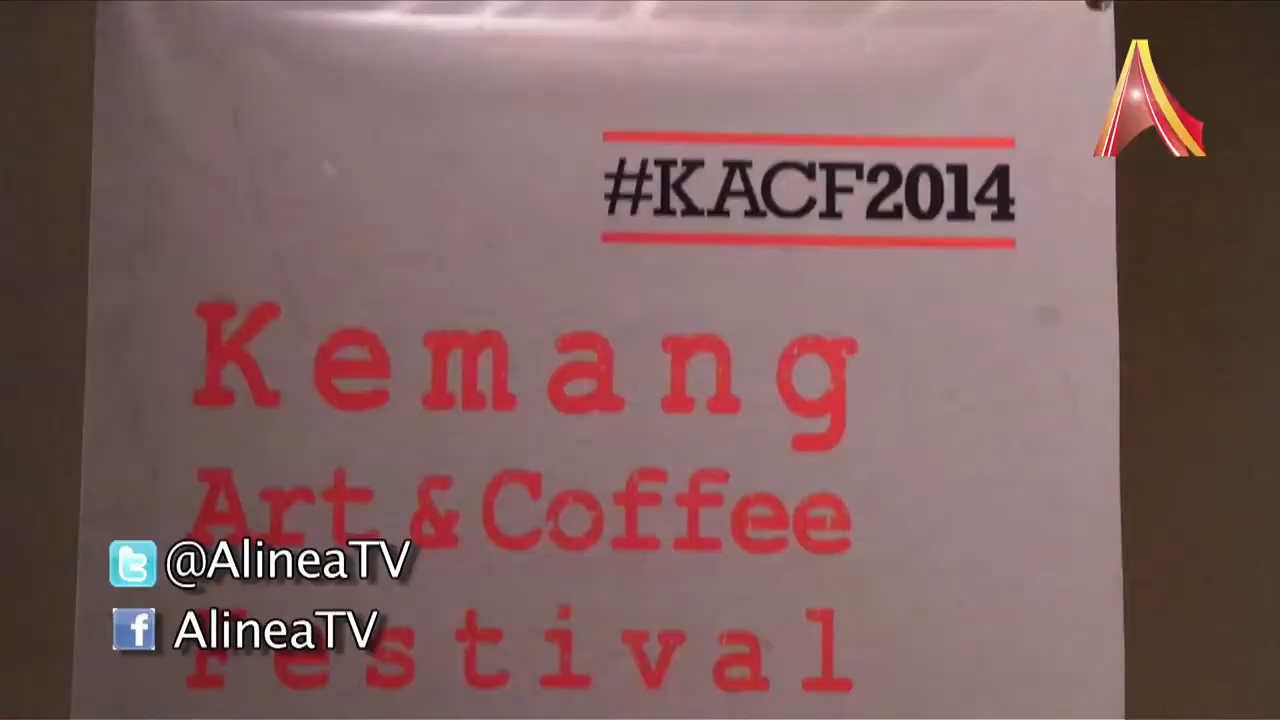 #KACF2014
Kemang
Art & Coffee
Festival
@AlineaTV
AlineaTV